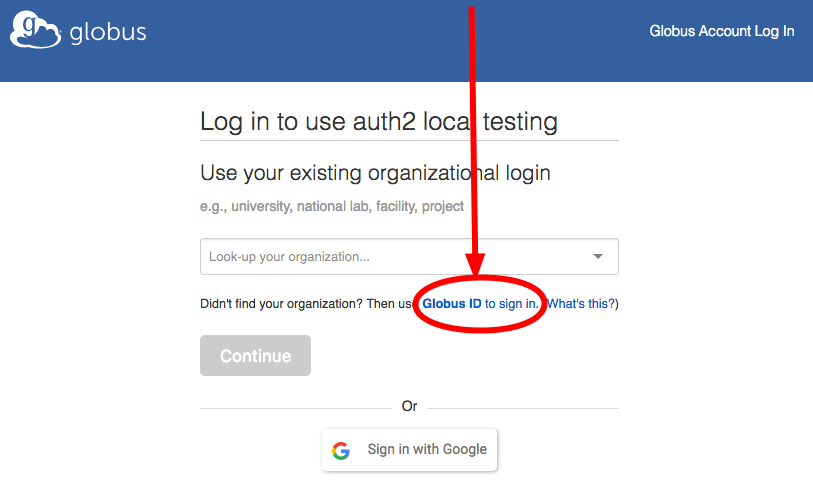 globus
Globus Account Log In
Log in to use auth2 local testing
Use your existing organizational login
e.g., university, national lab, facility, project
Look-up your organization...
Didn't find your organization? Then use Globus ID to sign in. (What's this?)
Continue
Or
Sign in with Google